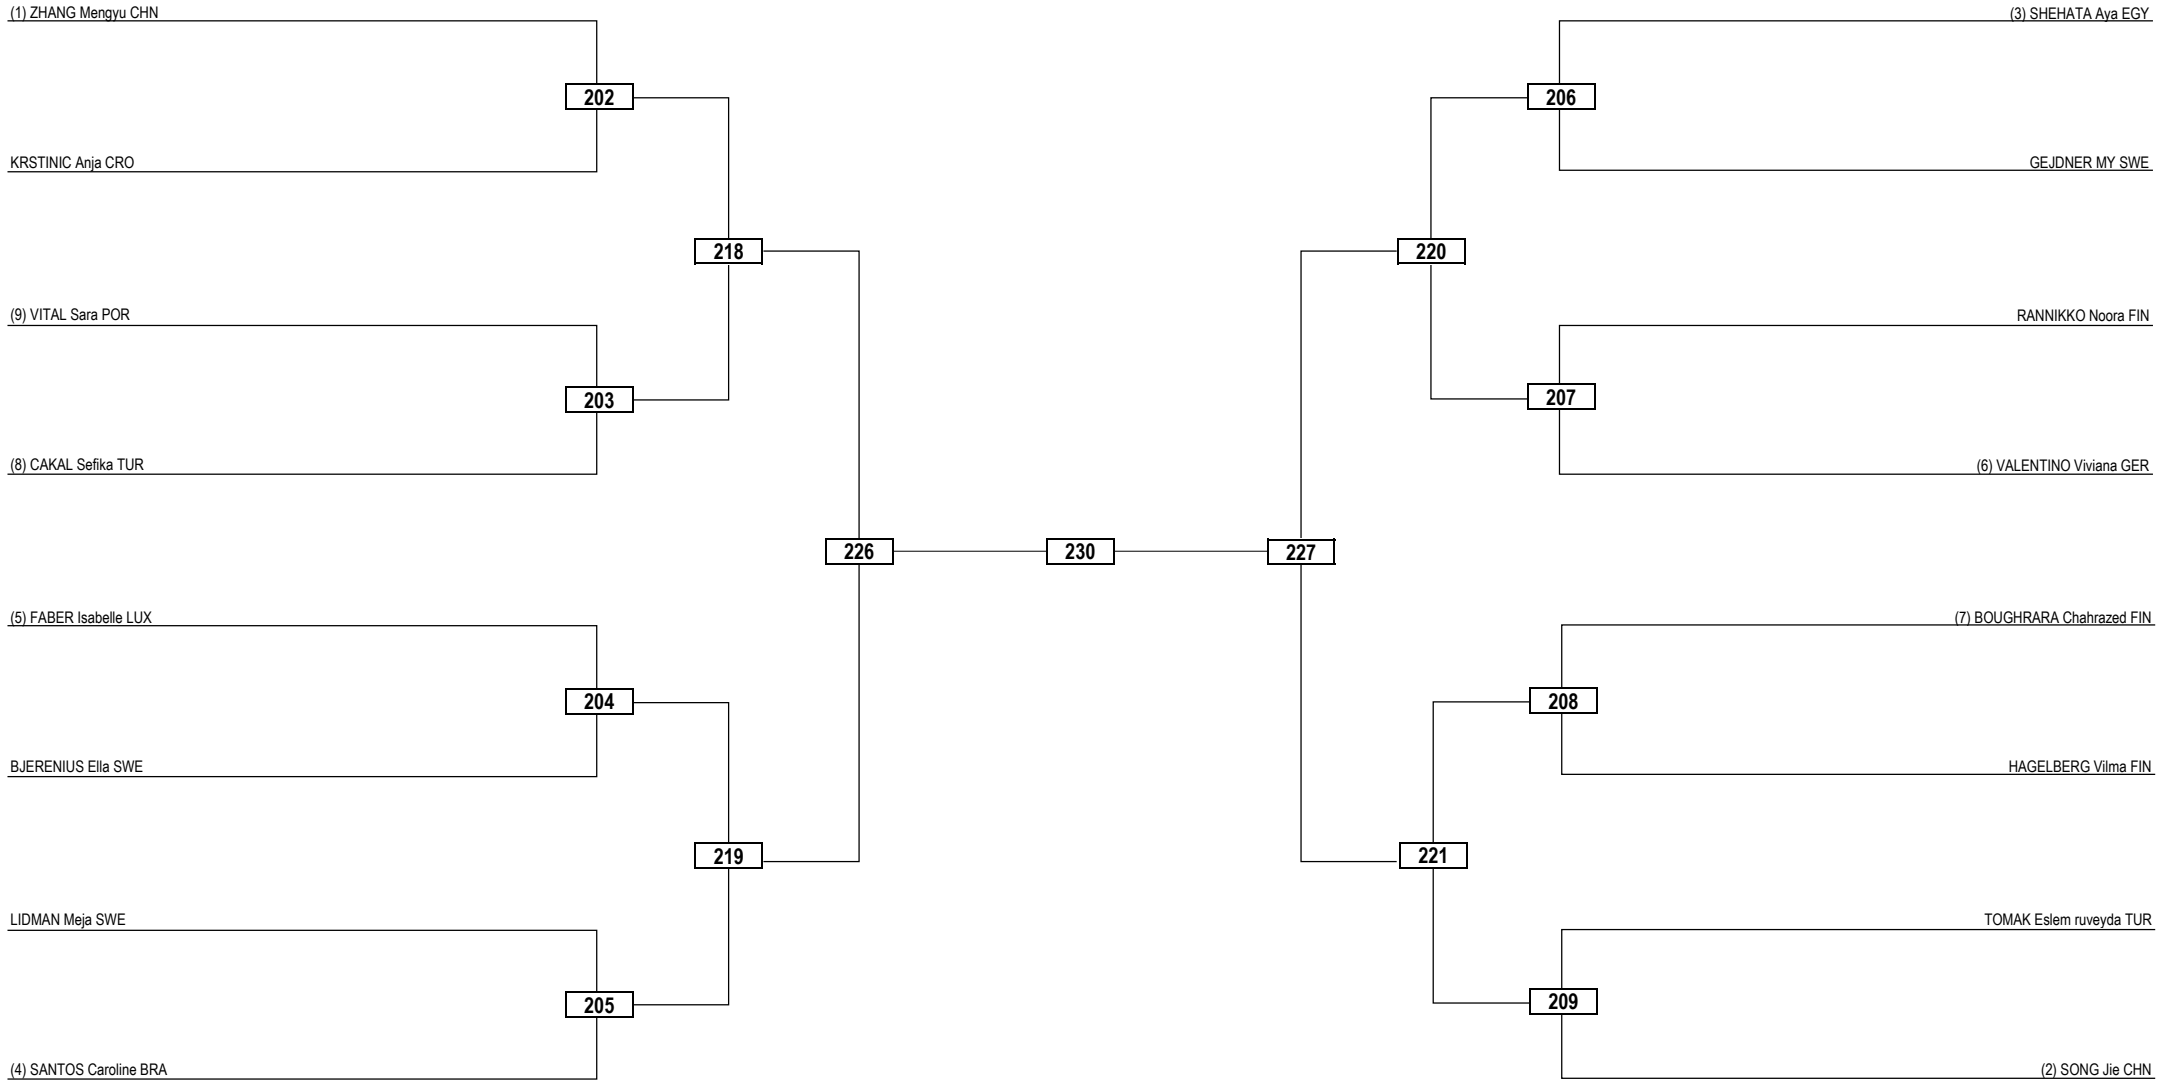 (1) ZHANG Mengyu CHN
(3) SHEHATA Aya EGY
202
206
KRSTINIC Anja CRO
GEJDNER MY SWE
218
220
(9) VITAL Sara POR
RANNIKKO Noora FIN
203
207
(8) CAKAL Sefika TUR
(6) VALENTINO Viviana GER
226
230
227
(5) FABER Isabelle LUX
(7) BOUGHRARA Chahrazed FIN
204
208
BJERENIUS Ella SWE
HAGELBERG Vilma FIN
219
221
LIDMAN Meja SWE
TOMAK Eslem ruveyda TUR
205
209
(4) SANTOS Caroline BRA
(2) SONG Jie CHN